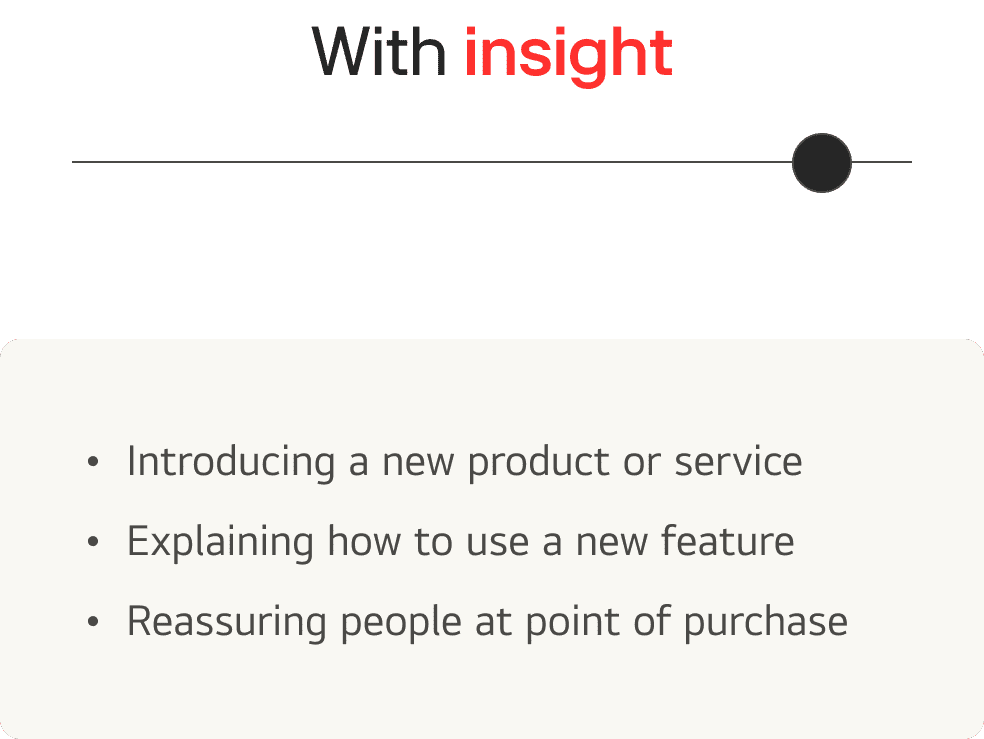 With insight
• Introducing a new product or service
• Explaining how to use a new feature
• Reassuring people at point of purchase